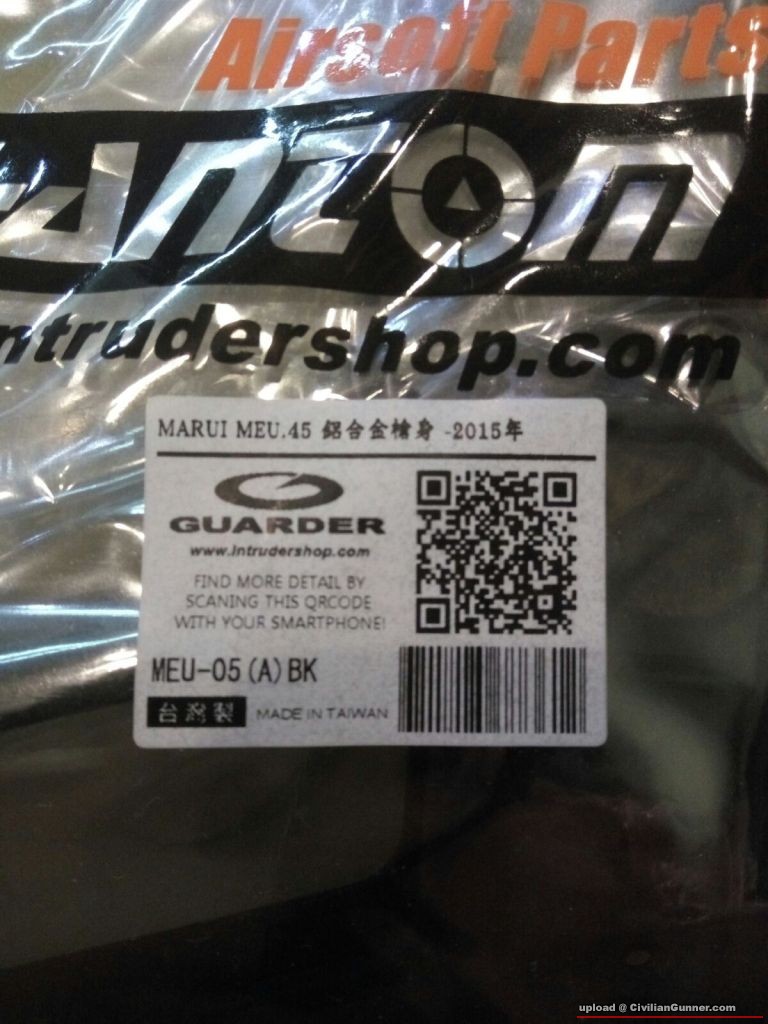 Airsoft Parts
ntrudershop.com
MARUI MEU.45 鋁合金槍身 -2015年
GUARDER
www.intrudershop.com
FIND MORE DETAIL BY
SCANING THIS QRCODE
WITH YOUR SMARTPHONE!
MEU-05(A)BK
台灣製 MADE IN TAIWAN
upload @ CivilianGunner.com